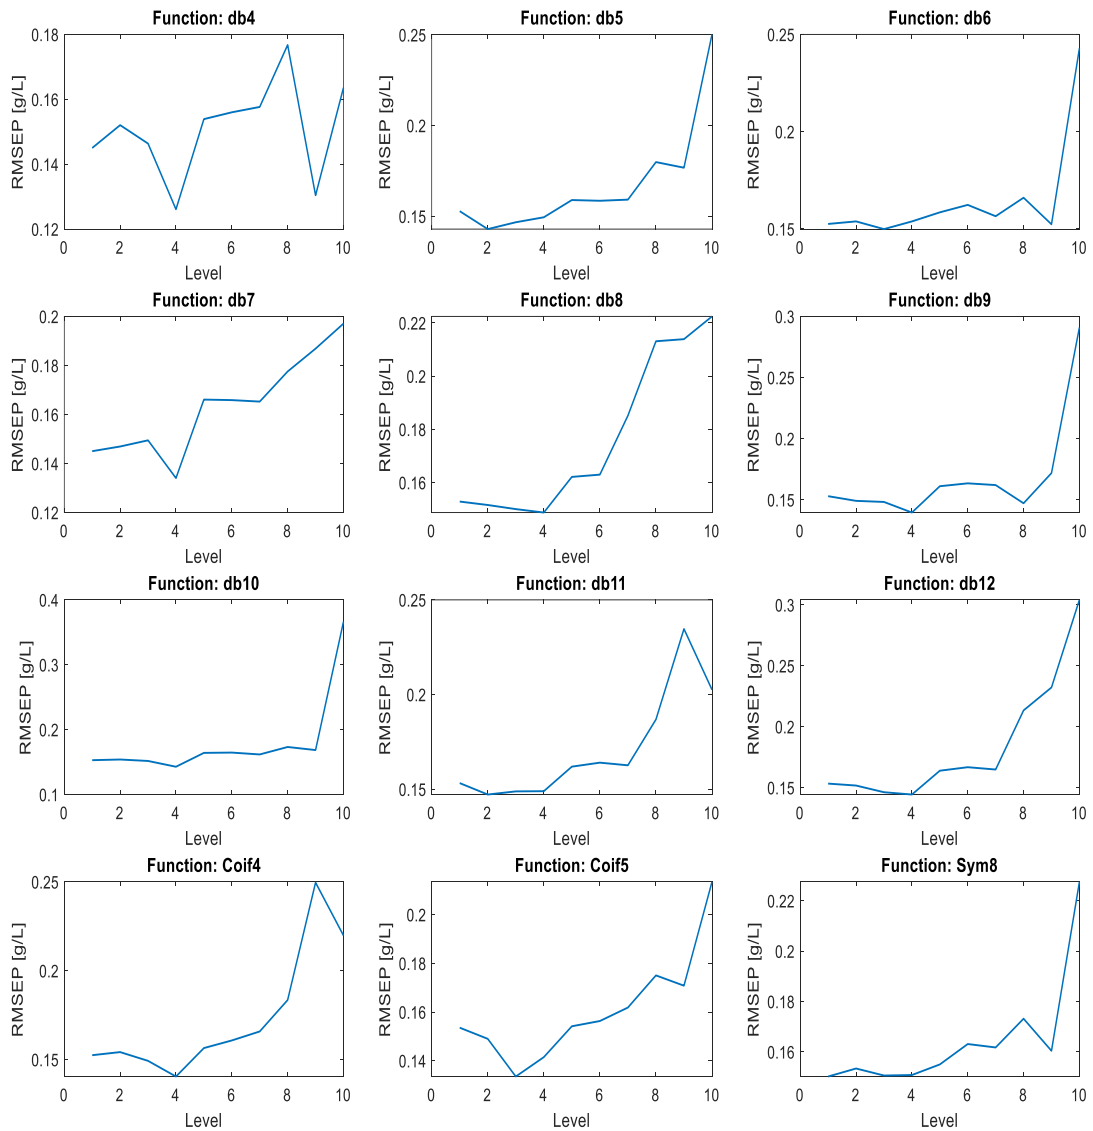 Function: db4
RMSEP [g/L]
0.18
0.16
0.14
0.12
0 2 4 6 8 10
Level
Function: db5
RMSEP [g/L]
0.25
0.2
0.15
0 2 4 6 8 10
Level
Function: db6
RMSEP [g/L]
0.25
0.2
0.15
0 2 4 6 8 10
Level
Function: db7
RMSEP [g/L]
0.2
0.18
0.16
0.14
0.12
0 2 4 6 8 10
Level
Function: db8
RMSEP [g/L]
0.22
0.2
0.18
0.16
0 2 4 6 8 10
Level
Function: db9
RMSEP [g/L]
0.3
0.25
0.2
0.15
0 2 4 6 8 10
Level
Function: db10
RMSEP [g/L]
0.4
0.3
0.2
0.1
0 2 4 6 8 10
Level
Function: db11
RMSEP [g/L]
0.25
0.2
0.15
0 2 4 6 8 10
Level
Function: db12
RMSEP [g/L]
0.3
0.25
0.2
0.15
0 2 4 6 8 10
Level
Function: Coif4
RMSEP [g/L]
0.25
0.2
0.15
0 2 4 6 8 10
Level
Function: Coif5
RMSEP [g/L]
0.2
0.18
0.16
0.14
0 2 4 6 8 10
Level
Function: Sym8
RMSEP [g/L]
0.22
0.2
0.18
0.16
0 2 4 6 8 10
Level